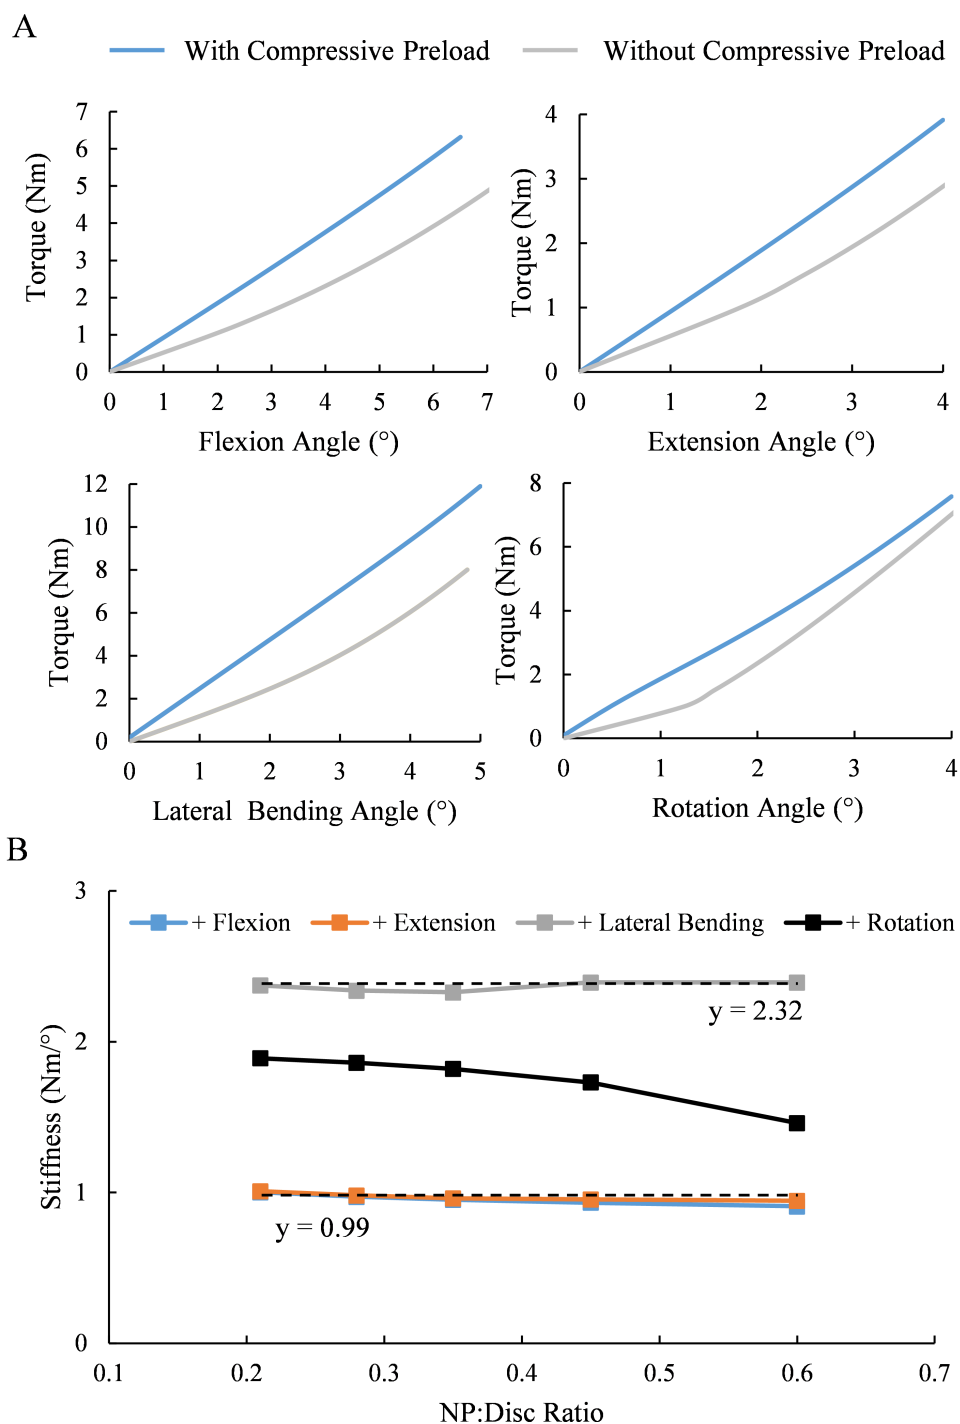 A
With Compressive Preload Without Compressive Preload
7
6
5
4
3
2
1
0
Torque (Nm)
0 1 2 3 4 5 6 7
Flexion Angle (°)
4
3
2
1
0
Torque (Nm)
0 1 2 3 4
Extension Angle (°)
12
10
8
6
4
2
0
Torque (Nm)
0 1 2 3 4 5
Lateral Bending Angle (°)
8
6
4
2
0
Torque (Nm)
0 1 2 3 4
Rotation Angle (°)
B
3
2
1
0
Stiffness (Nm/°)
+ Flexion + Extension + Lateral Bending + Rotation
y = 2.32
y = 0.99
0.1 0.2 0.3 0.4 0.5 0.6 0.7
NP:Disc Ratio